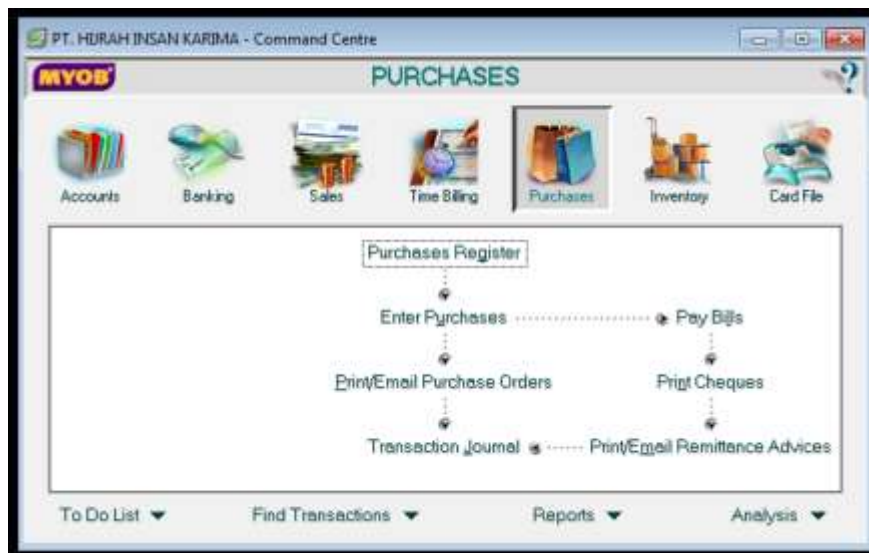 PT. HIJRAH INSAN KARIMA - Command Centre
MYOB
PURCHASES
?
Accounts Banking Sales Time Billing Purchases Inventory Card File
Purchases Register
Enter Purchases Pay Bills
Print/Email Purchase Orders Print Cheques
Transaction Journal Print/Email Remittance Advices
To Do List Find Transactions Reports Analysis